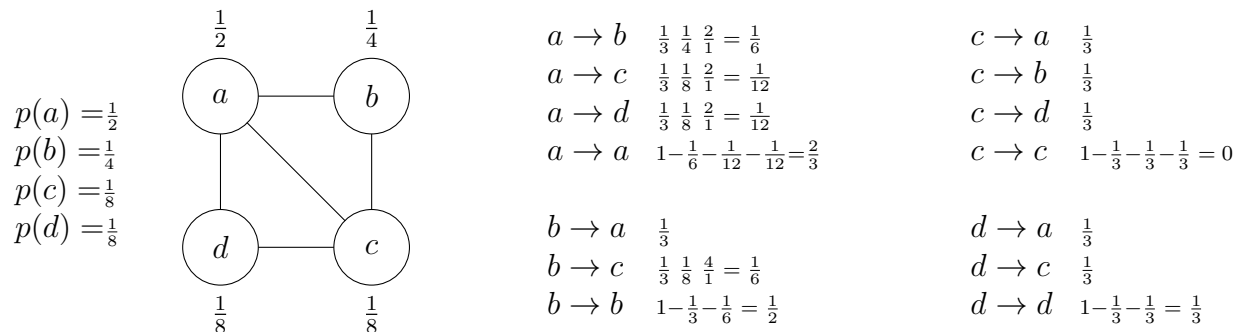 p(a) = 1/2
p(b) = 1/4
p(c) = 1/8
p(d) = 1/8
1/2 1/4
a b
d c
1/8 1/8
a → b 1/3 1/4 2/1 = 1/6
a → c 1/3 1/8 2/1 = 1/12
a → d 1/3 1/8 2/1 = 1/12
a → a 1 − 1/6 − 1/12 − 1/12 = 2/3
b → a 1/3
b → c 1/3 1/8 4/1 = 1/6
b → b 1 − 1/3 − 1/6 = 1/2
c → a 1/3
c → b 1/3
c → d 1/3
c → c 1 − 1/3 − 1/3 − 1/3 = 0
d → a 1/3
d → c 1/3
d → d 1 − 1/3 − 1/3 = 1/3